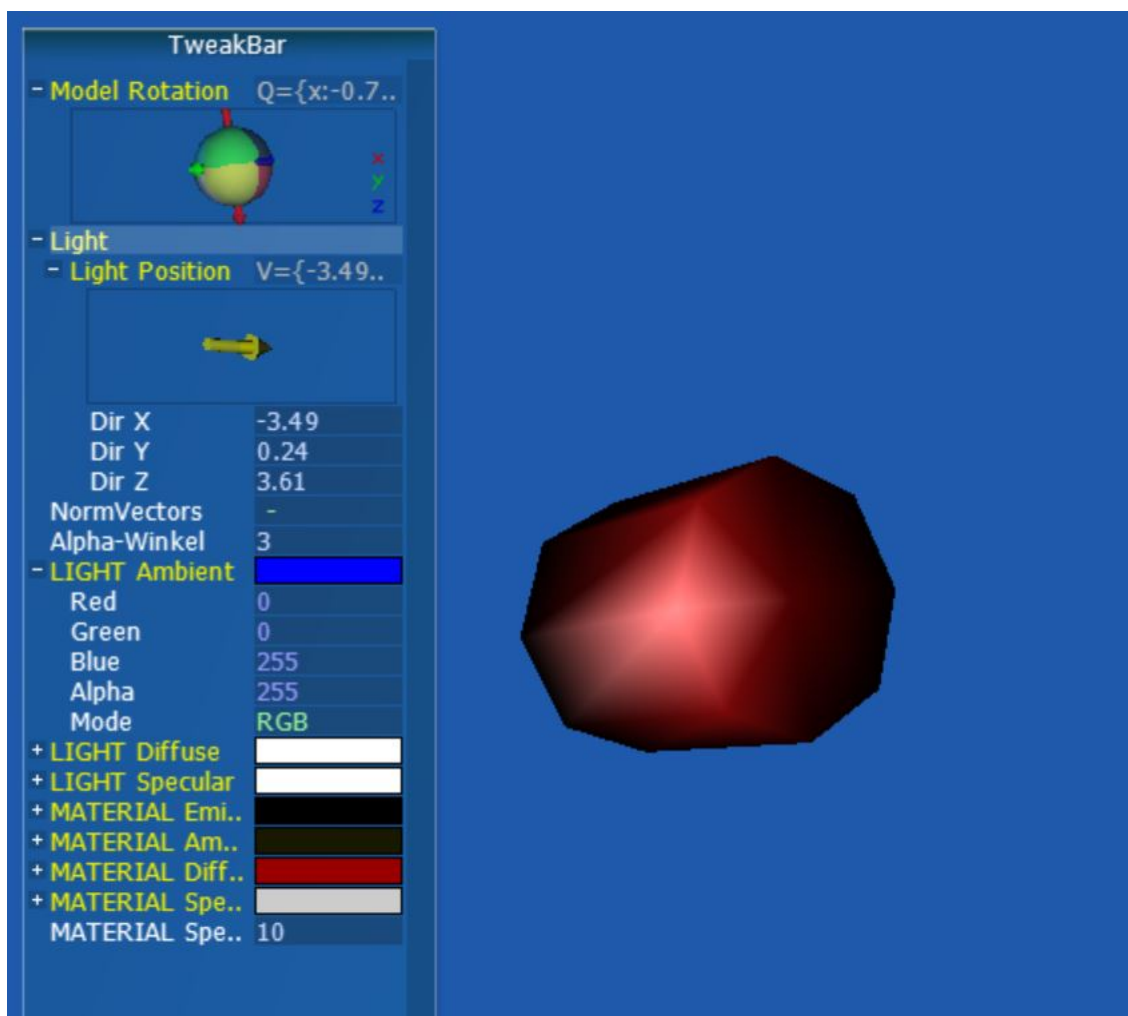 TweakBar
− Model Rotation Q={x:-0.7..
x
y
z
− Light
− Light Position V={-3.49..
Dir X -3.49
Dir Y 0.24
Dir Z 3.61
NormVectors -
Alpha-Winkel 3
− LIGHT Ambient
Red 0
Green 0
Blue 255
Alpha 255
Mode RGB
+ LIGHT Diffuse
+ LIGHT Specular
+ MATERIAL Emi..
+ MATERIAL Am..
+ MATERIAL Diff..
+ MATERIAL Spe..
MATERIAL Spe.. 10